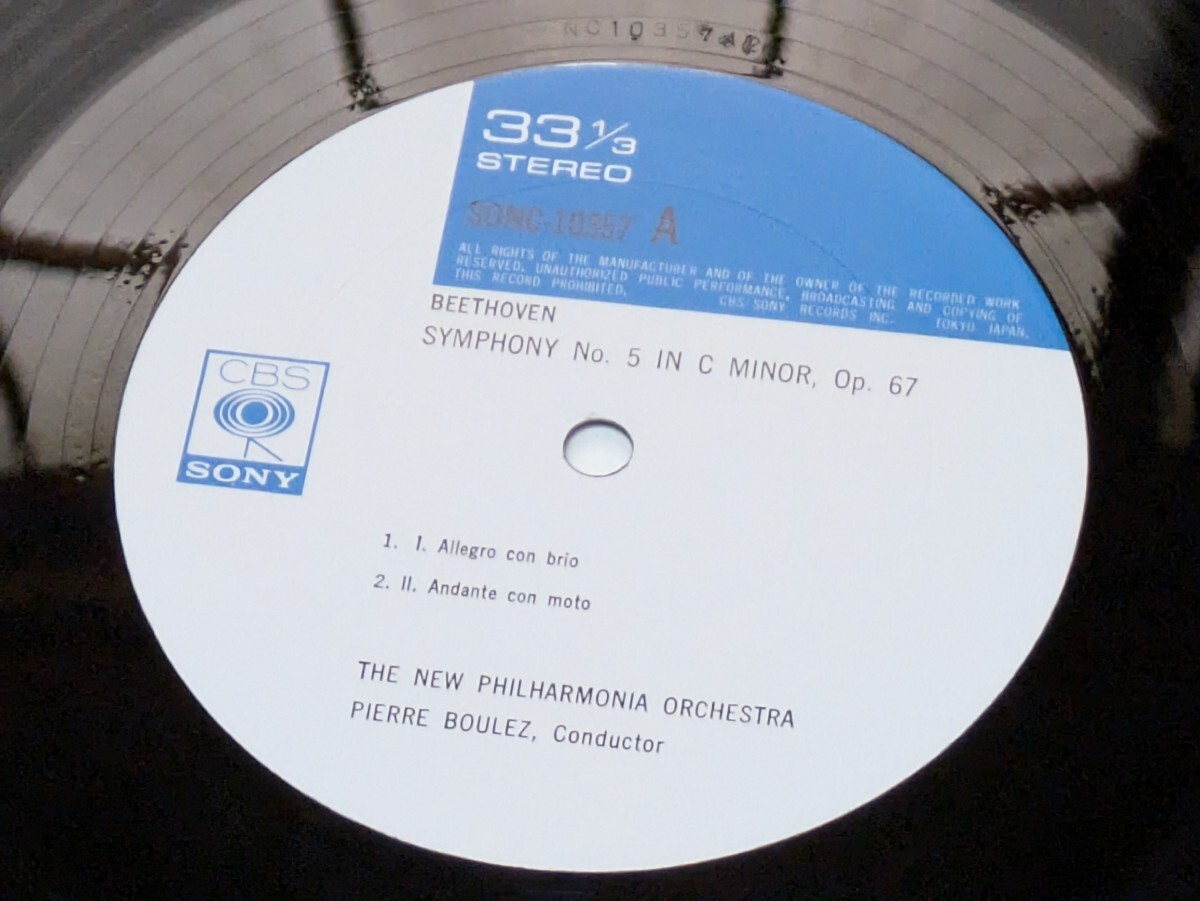 NC10357A2
33 1/3
STEREO
SONC-10357 A
ALL RIGHTS OF THE MANUFACTURER AND OF THE OWNER OF THE RECORDED WORK
RESERVED. UNAUTHORIZED PUBLIC PERFORMANCE, BROADCASTING AND COPYING OF
THIS RECORD PROHIBITED. CBS SONY RECORDS INC. TOKYO JAPAN.
BEETHOVEN
SYMPHONY No. 5 IN C MINOR, Op. 67
CBS
SONY
1. I. Allegro con brio
2. II. Andante con moto
THE NEW PHILHARMONIA ORCHESTRA
PIERRE BOULEZ, Conductor